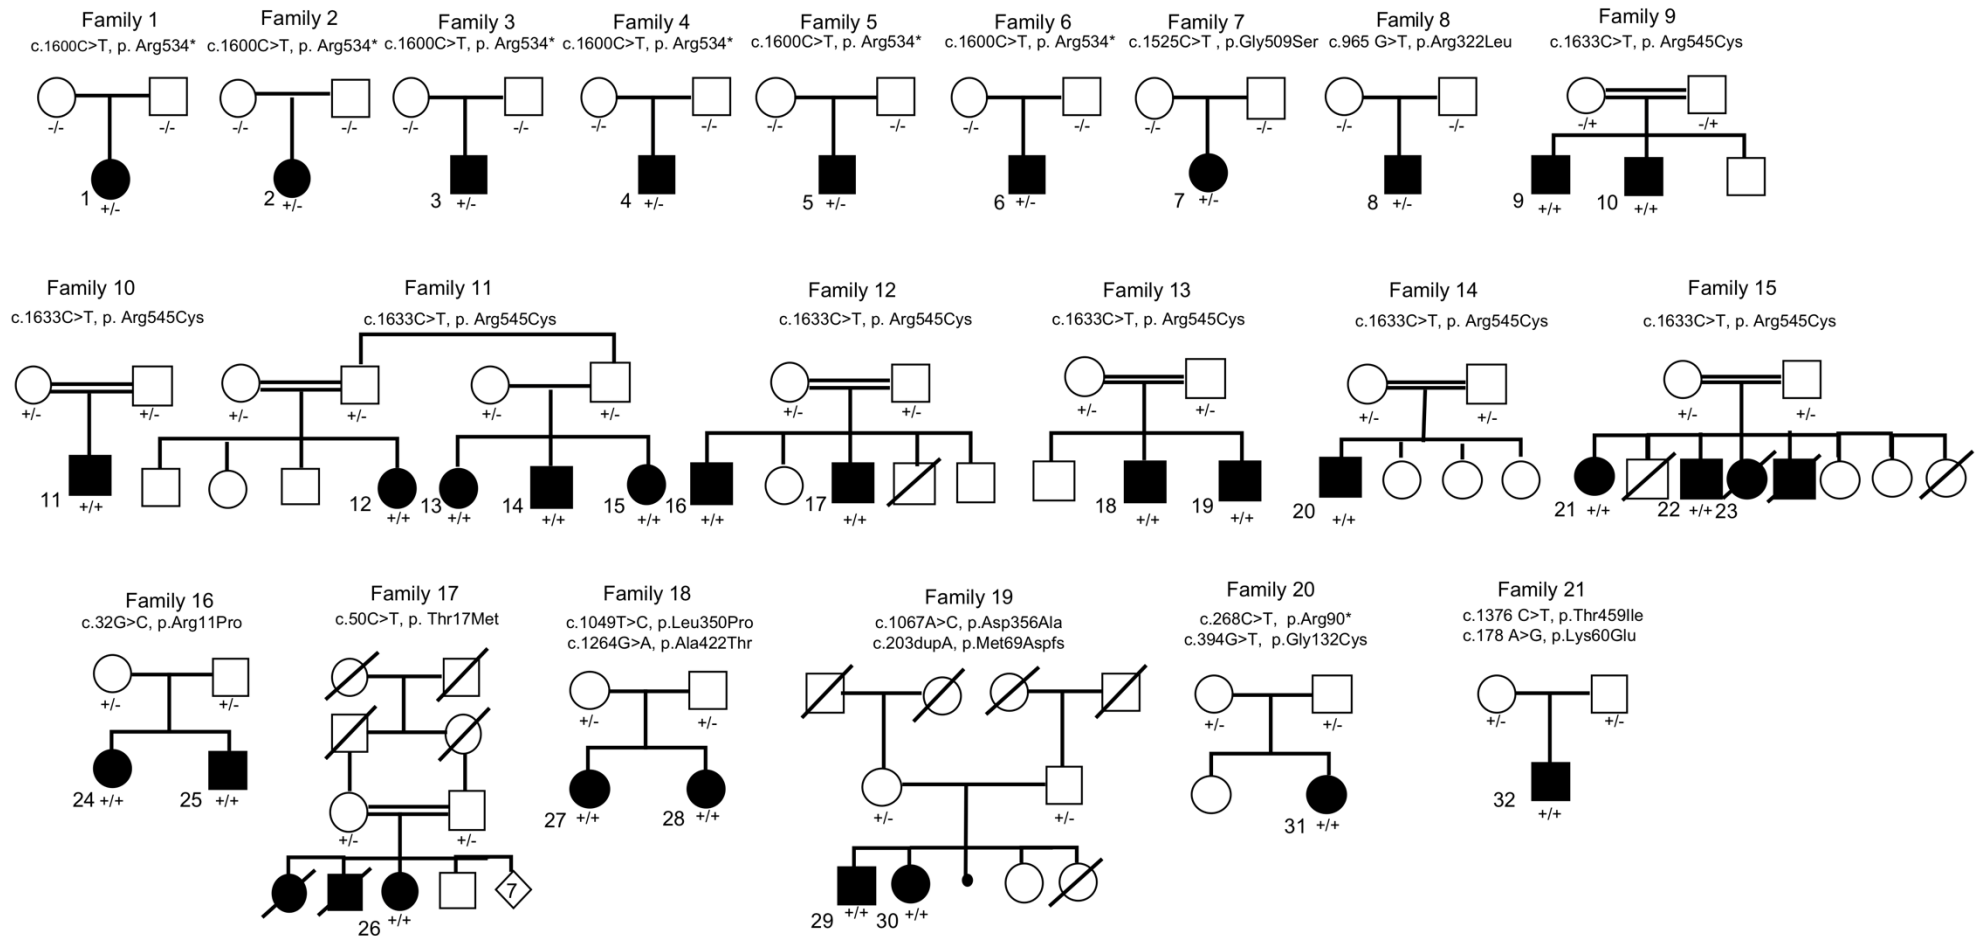 Family 1
c.1600C>T, p. Arg534*
-/-
-/-
1
+/-
Family 2
c.1600C>T, p. Arg534*
-/-
-/-
2
+/-
Family 3
c.1600C>T, p. Arg534*
-/-
-/-
3
+/-
Family 4
c.1600C>T, p. Arg534*
-/-
-/-
4
+/-
Family 5
c.1600C>T, p. Arg534*
-/-
-/-
5
+/-
Family 6
c.1600C>T, p. Arg534*
-/-
-/-
6
+/-
Family 7
c.1525C>T , p.Gly509Ser
-/-
-/-
7
+/-
Family 8
c.965 G>T, p.Arg322Leu
-/-
-/-
8
+/-
Family 9
c.1633C>T, p. Arg545Cys
-/+
-/+
9
+/+
10
+/+
Family 10
c.1633C>T, p. Arg545Cys
+/-
+/-
11
+/+
Family 11
c.1633C>T, p. Arg545Cys
+/-
+/-
+/-
+/-
12
+/+
13
+/+
14
+/+
15
+/+
Family 12
c.1633C>T, p. Arg545Cys
+/-
+/-
16
+/+
17
+/+
Family 13
c.1633C>T, p. Arg545Cys
+/-
+/-
18
+/+
19
+/+
Family 14
c.1633C>T, p. Arg545Cys
+/-
+/-
20
+/+
Family 15
c.1633C>T, p. Arg545Cys
+/-
+/-
21
+/+
22
+/+
23
Family 16
c.32G>C, p.Arg11Pro
+/-
+/-
24
+/+
25
+/+
Family 17
c.50C>T, p. Thr17Met
+/-
+/-
7
26
+/+
Family 18
c.1049T>C, p.Leu350Pro
c.1264G>A, p.Ala422Thr
+/-
+/-
27
+/+
28
+/+
Family 19
c.1067A>C, p.Asp356Ala
c.203dupA, p.Met69Aspfs
+/-
+/-
29
+/+
30
+/+
Family 20
c.268C>T, p.Arg90*
c.394G>T, p.Gly132Cys
+/-
+/-
31
+/+
Family 21
c.1376 C>T, p.Thr459Ile
c.178 A>G, p.Lys60Glu
+/-
+/-
32
+/+